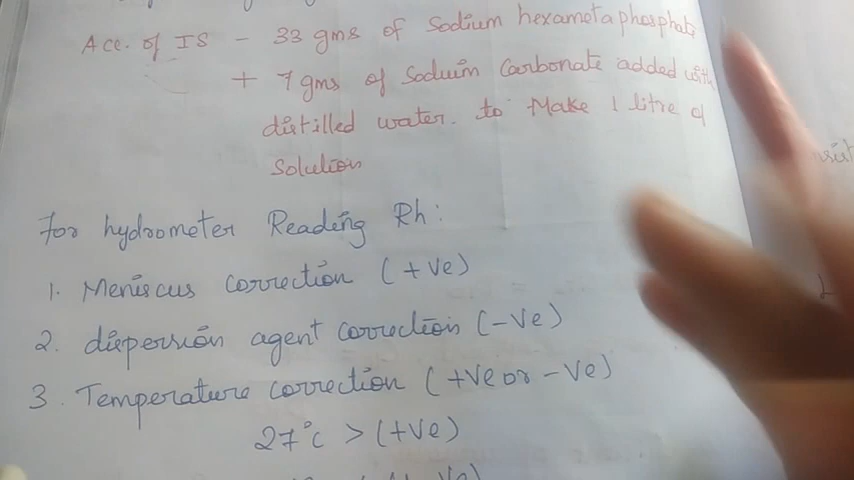 Acc. of IS - 33 gms of Sodium hexametaphosphate
+ 7 gms of Soduim Carbonate added with
distilled water. to Make 1 litre of
Solution
For hydrometer Reading Rh:
1. Meniscus correction (+ve)
2. dispersion agent correction (-ve)
3. Temperature correction (+ve or -ve)
27°c > (+ve)